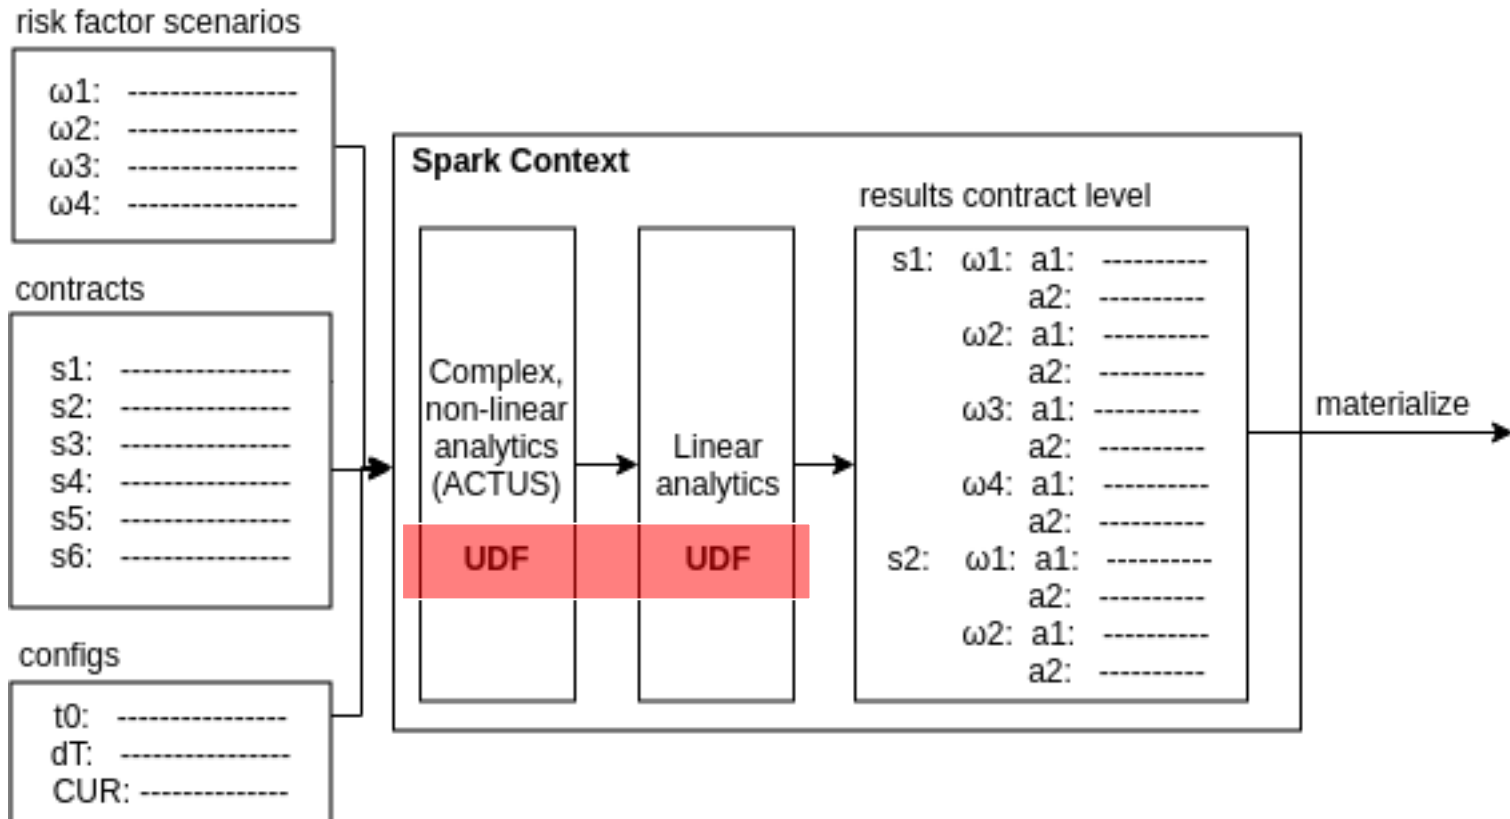 risk factor scenarios
ω1: ----------------
ω2: ----------------
ω3: ----------------
ω4: ----------------
contracts
s1: ----------------
s2: ----------------
s3: ----------------
s4: ----------------
s5: ----------------
s6: ----------------
configs
t0: ----------------
dT: ----------------
CUR: --------------
Spark Context
Complex,
non-linear
analytics
(ACTUS)
UDF
Linear
analytics
UDF
results contract level
s1: ω1: a1: ----------
a2: ----------
ω2: a1: ----------
a2: ----------
ω3: a1: ----------
a2: ----------
ω4: a1: ----------
a2: ----------
s2: ω1: a1: ----------
a2: ----------
ω2: a1: ----------
a2: ----------
materialize